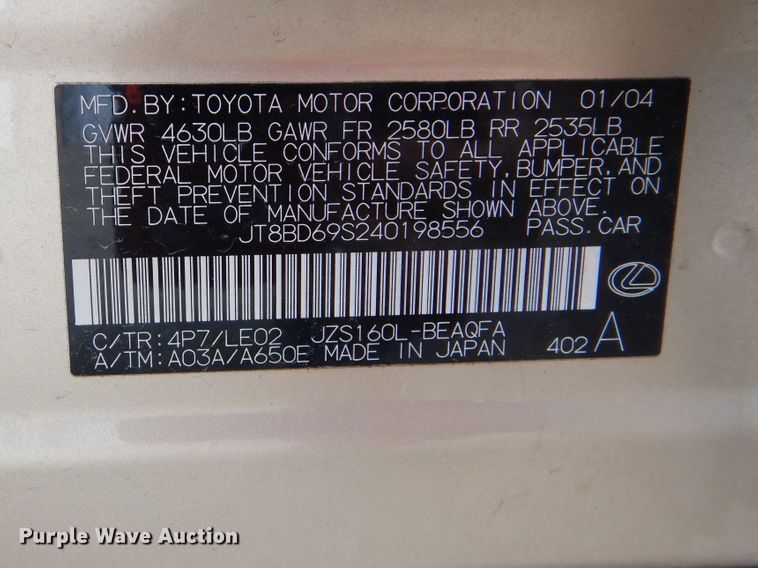 MFD.BY:TOYOTA MOTOR CORPORATION 01/04
GVWR 4630LB GAWR FR 2580LB RR 2535LB
THIS VEHICLE CONFORMS TO ALL APPLICABLE
FEDERAL MOTOR VEHICLE SAFETY,BUMPER,AND
THEFT PREVENTION STANDARDS IN EFFECT ON
THE DATE OF MANUFACTURE SHOWN ABOVE.
JT8BD69S240198556 PASS.CAR
C/TR:4P7/LE02 JZS160L-BEAQFA
A/TM:A03A/A650E MADE IN JAPAN 402 A
Purple Wave Auction